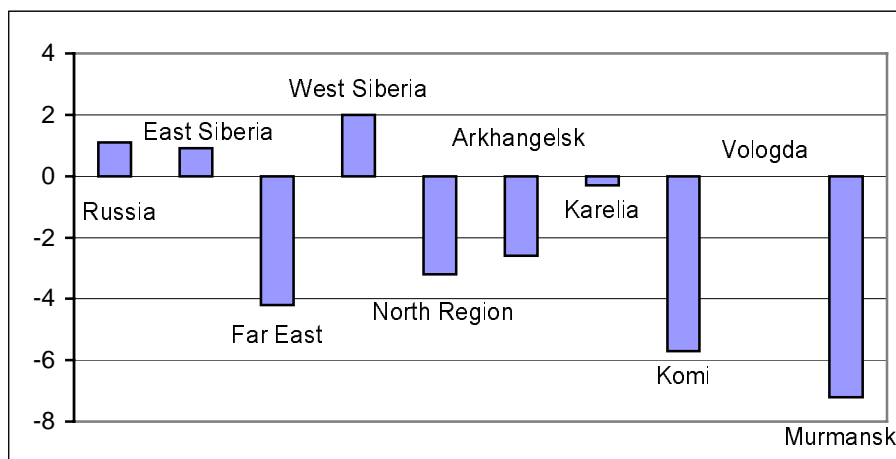 4
2
0
-2
-4
-6
-8
Russia
East Siberia
Far East
West Siberia
North Region
Arkhangelsk
Karelia
Komi
Vologda
Murmansk